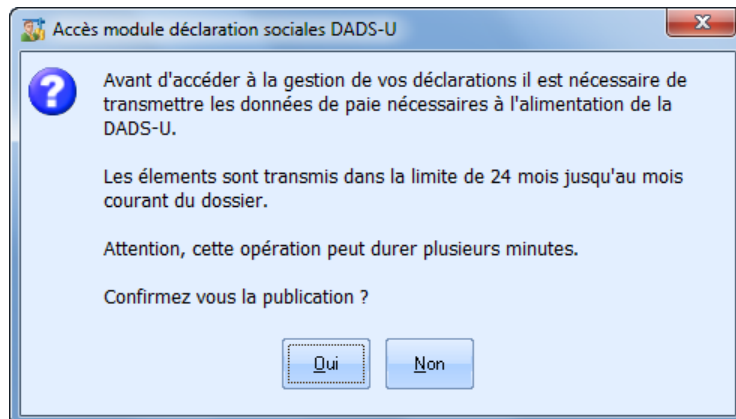 Accès module déclaration sociales DADS-U
Avant d'accéder à la gestion de vos déclarations il est nécessaire de
transmettre les données de paie nécessaires à l'alimentation de la
DADS-U.
Les élements sont transmis dans la limite de 24 mois jusqu'au mois
courant du dossier.
Attention, cette opération peut durer plusieurs minutes.
Confirmez vous la publication ?
Oui
Non